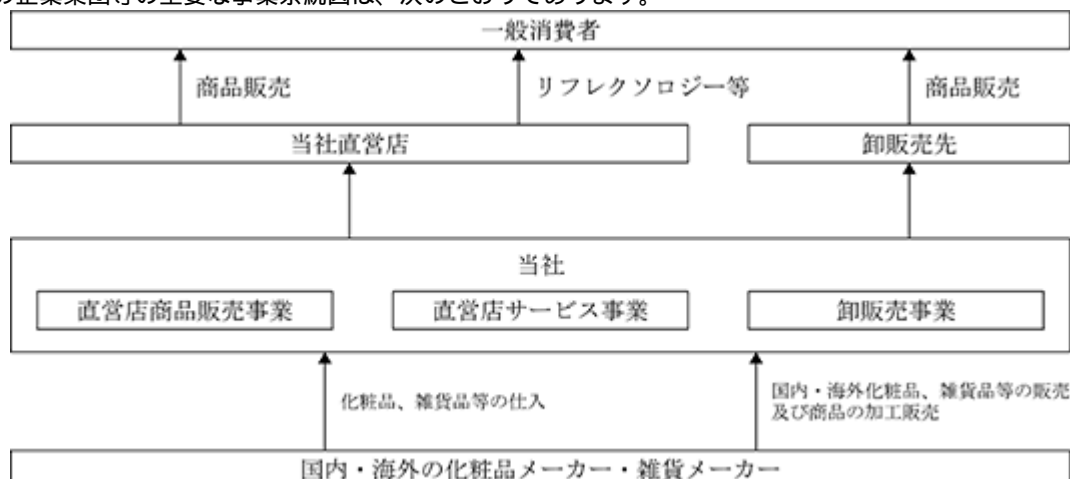 の企業集団等の主要な事業系統図は、次のとおりであります。
一般消費者
商品販売
リフレクソロジー等
商品販売
当社直営店
卸販売先
当社
直営店商品販売事業
直営店サービス事業
卸販売事業
化粧品、雑貨品等の仕入
国内・海外化粧品、雑貨品等の販売
及び商品の加工販売
国内・海外の化粧品メーカー・雑貨メーカー